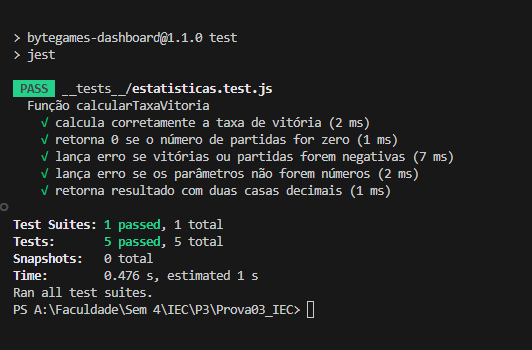 > bytegames-dashboard@1.1.0 test
> jest
PASS __tests__/estatisticas.test.js
Função calcularTaxaVitoria
√ calcula corretamente a taxa de vitória (2 ms)
√ retorna 0 se o número de partidas for zero (1 ms)
√ lança erro se vitórias ou partidas forem negativas (7 ms)
√ lança erro se os parâmetros não forem números (2 ms)
√ retorna resultado com duas casas decimais (1 ms)
Test Suites: 1 passed, 1 total
Tests: 5 passed, 5 total
Snapshots: 0 total
Time: 0.476 s, estimated 1 s
Ran all test suites.
PS A:\Faculdade\Sem 4\IEC\P3\Prova03_IEC>